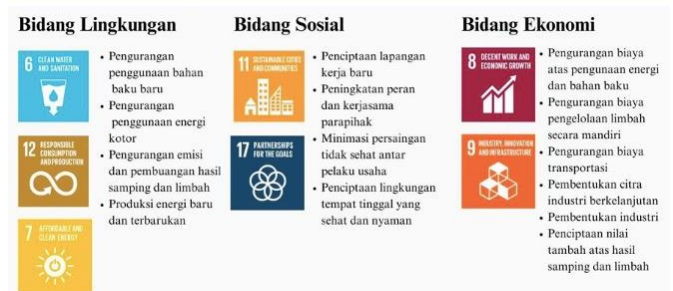 Bidang Lingkungan
6 CLEAN WATER
AND SANITATION
12 RESPONSIBLE
CONSUMPTION
AND PRODUCTION
7 AFFORDABLE AND
CLEAN ENERGY
• Pengurangan
penggunaan bahan
baku baru
• Pengurangan
penggunaan energi
kotor
• Pengurangan emisi
dan pembuangan hasil
samping dan limbah
• Produksi energi baru
dan terbarukan
Bidang Sosial
11 SUSTAINABLE CITIES
AND COMMUNITIES
17 PARTNERSHIPS
FOR THE GOALS
• Penciptaan lapangan
kerja baru
• Peningkatan peran
dan kerjasama
parapihak
• Minimasi persaingan
tidak sehat antar
pelaku usaha
• Penciptaan lingkungan
tempat tinggal yang
sehat dan nyaman
Bidang Ekonomi
8 DECENT WORK AND
ECONOMIC GROWTH
9 INDUSTRY, INNOVATION
AND INFRASTRUCTURE
• Pengurangan biaya
atas pengunaan energi
dan bahan baku
• Pengurangan biaya
pengelolaan limbah
secara mandiri
• Pengurangan biaya
transportasi
• Pembentukan citra
industri berkelanjutan
• Pembentukan industri
• Penciptaan nilai
tambah atas hasil
samping dan limbah